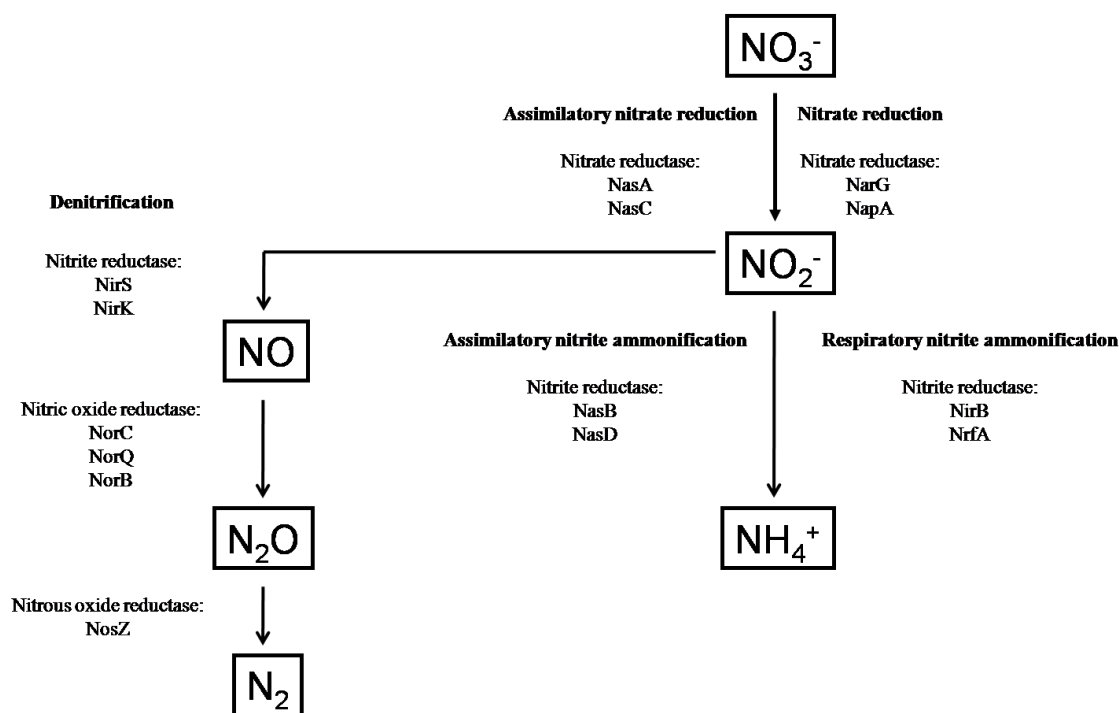 NO₃⁻
Assimilatory nitrate reduction
Nitrate reduction
Nitrate reductase:
NasA
NasC
Nitrate reductase:
NarG
NapA
Denitrification
NO₂⁻
Nitrite reductase:
NirS
NirK
NO
Assimilatory nitrite ammonification
Respiratory nitrite ammonification
Nitrite reductase:
NasB
NasD
Nitrite reductase:
NirB
NrfA
Nitric oxide reductase:
NorC
NorQ
NorB
N₂O
NH₄⁺
Nitrous oxide reductase:
NosZ
N₂